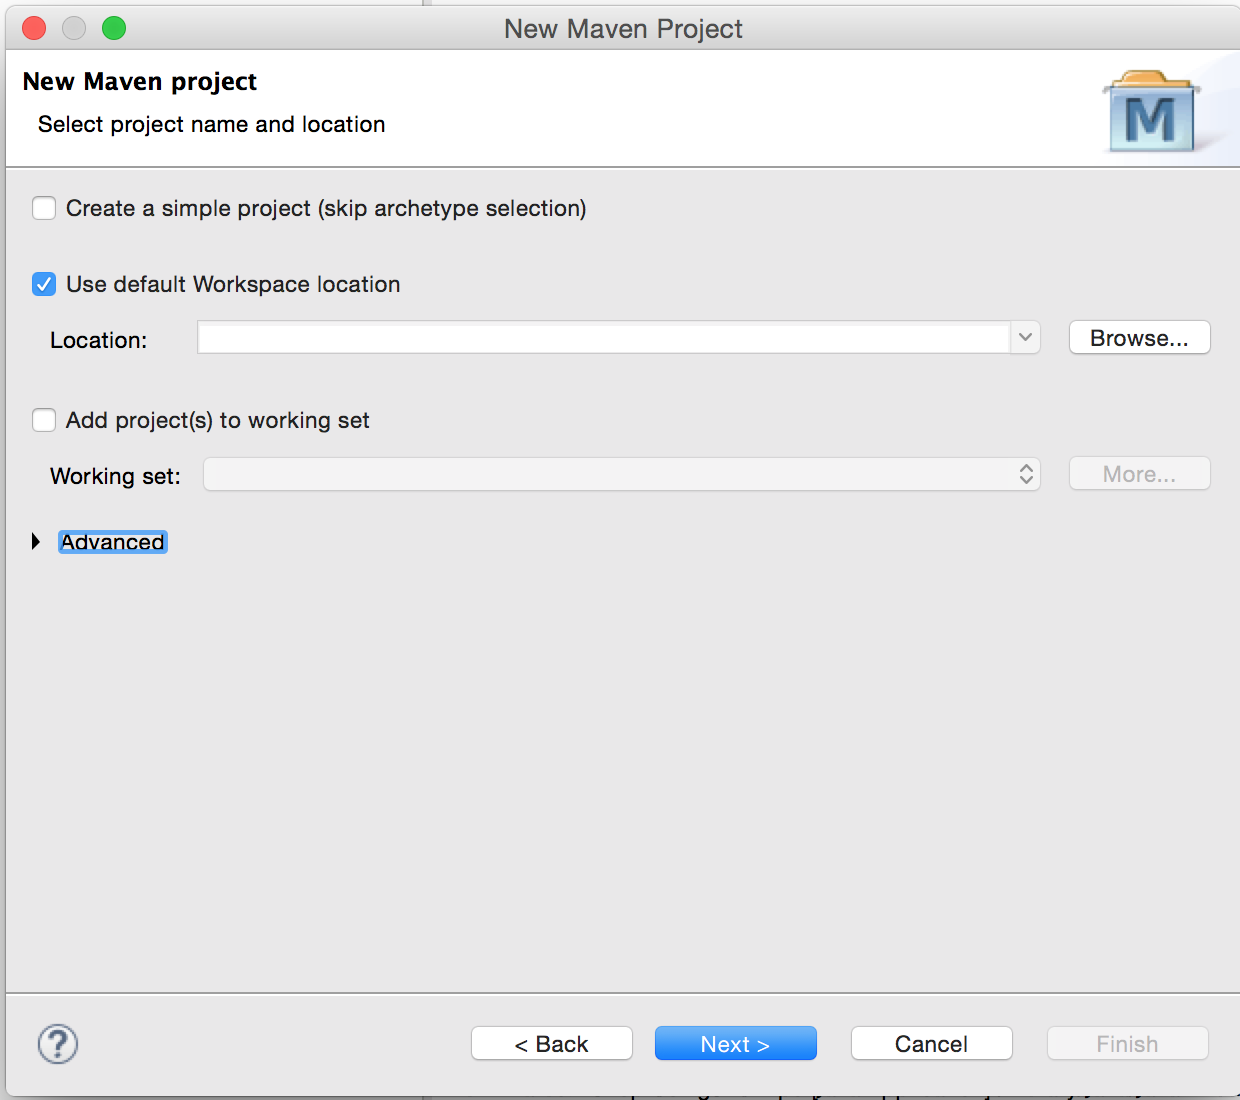 New Maven Project
New Maven project
Select project name and location
M
Create a simple project (skip archetype selection)
Use default Workspace location
Location:
Browse...
Add project(s) to working set
Working set:
More...
Advanced
?
< Back
Next >
Cancel
Finish